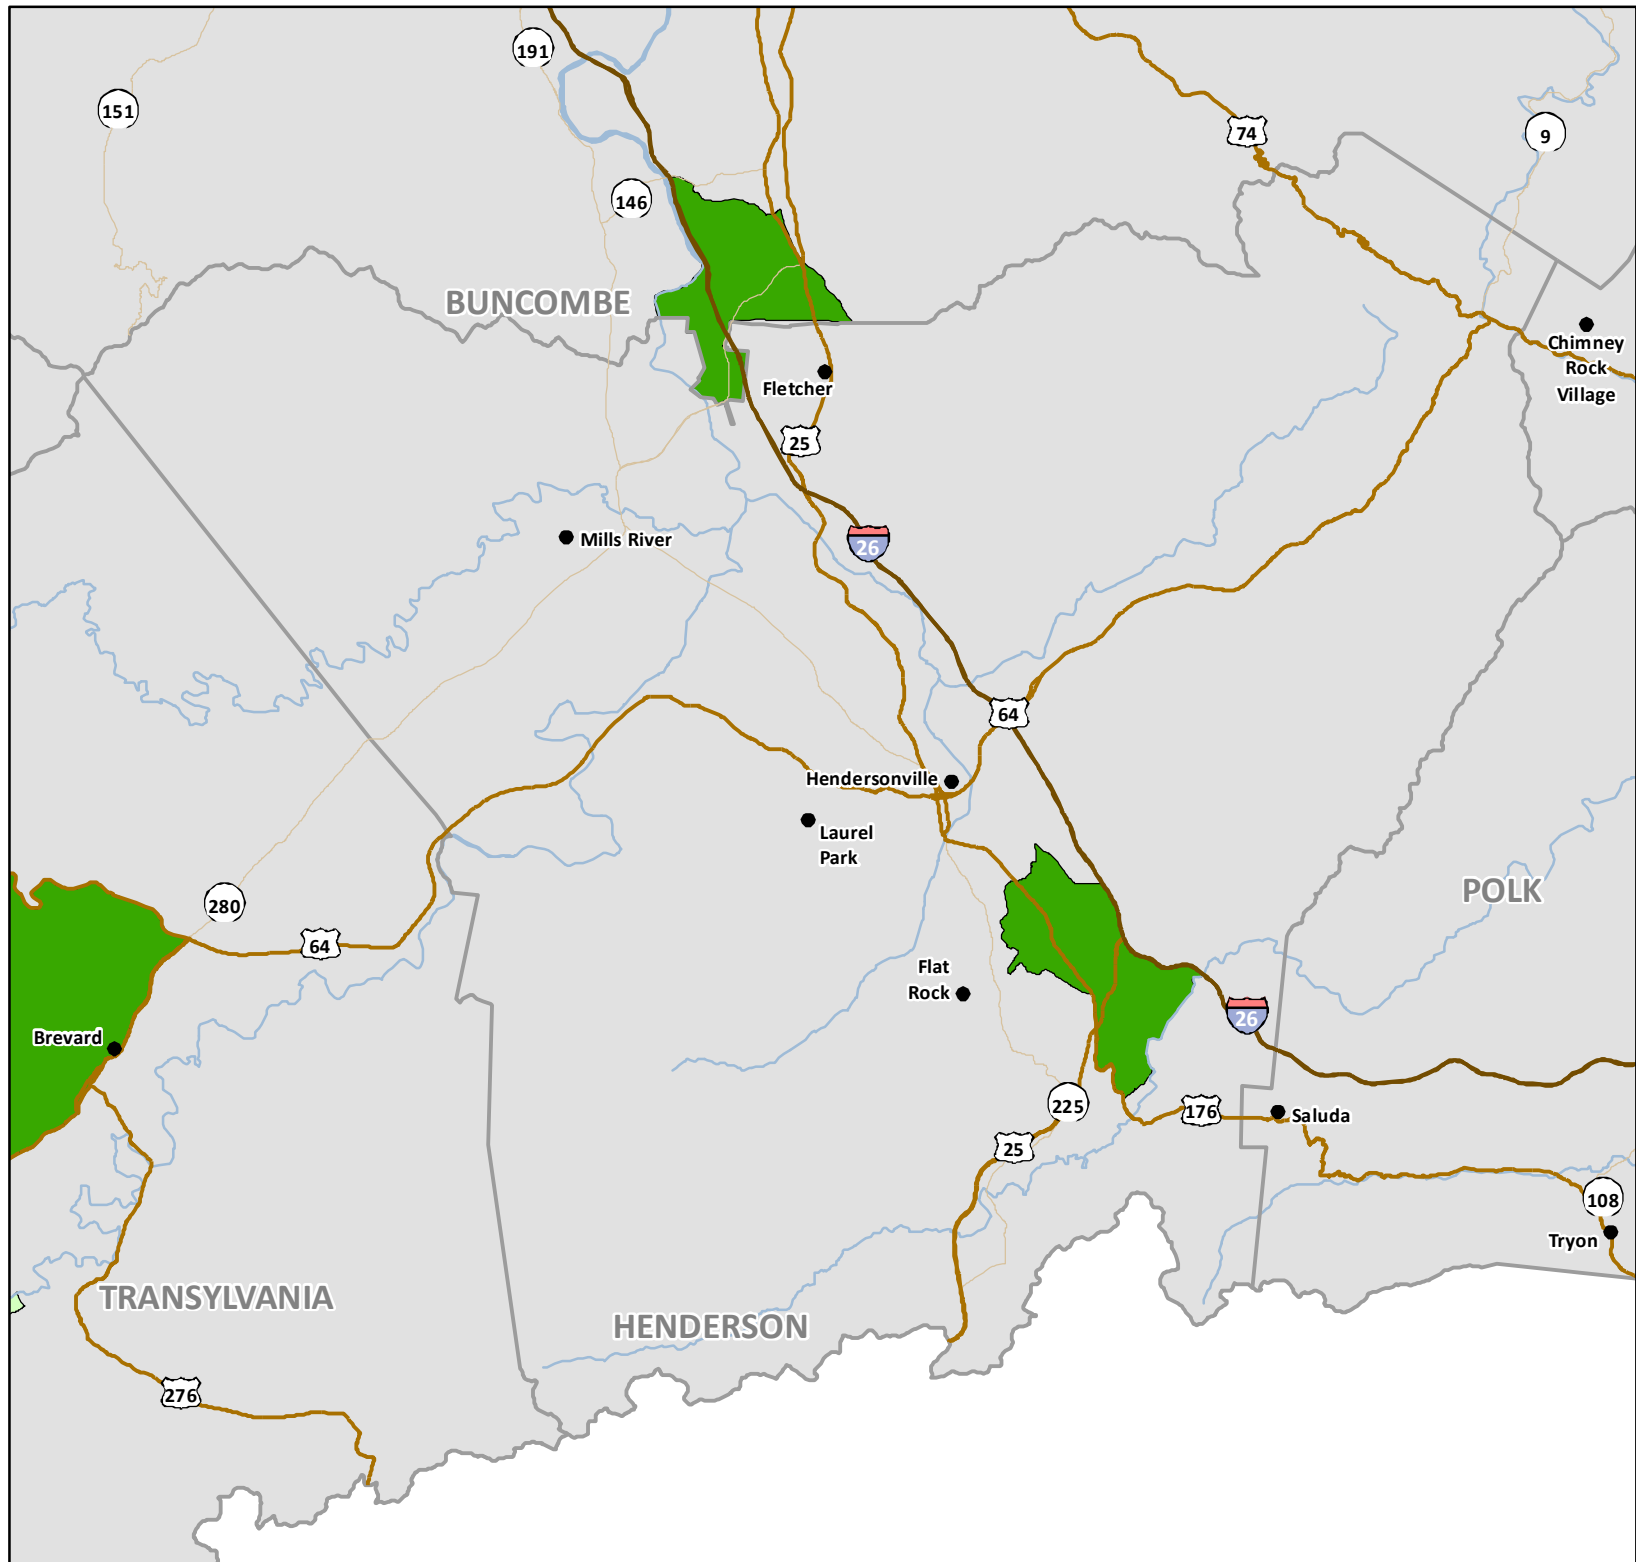 191
151
74
9
146
BUNCOMBE
Chimney
Rock
Village
Fletcher
25
Mills River
26
64
Hendersonville
Laurel
Park
POLK
280
64
Flat
Rock
26
Brevard
225
176
Saluda
25
108
Tryon
TRANSYLVANIA
HENDERSON
276